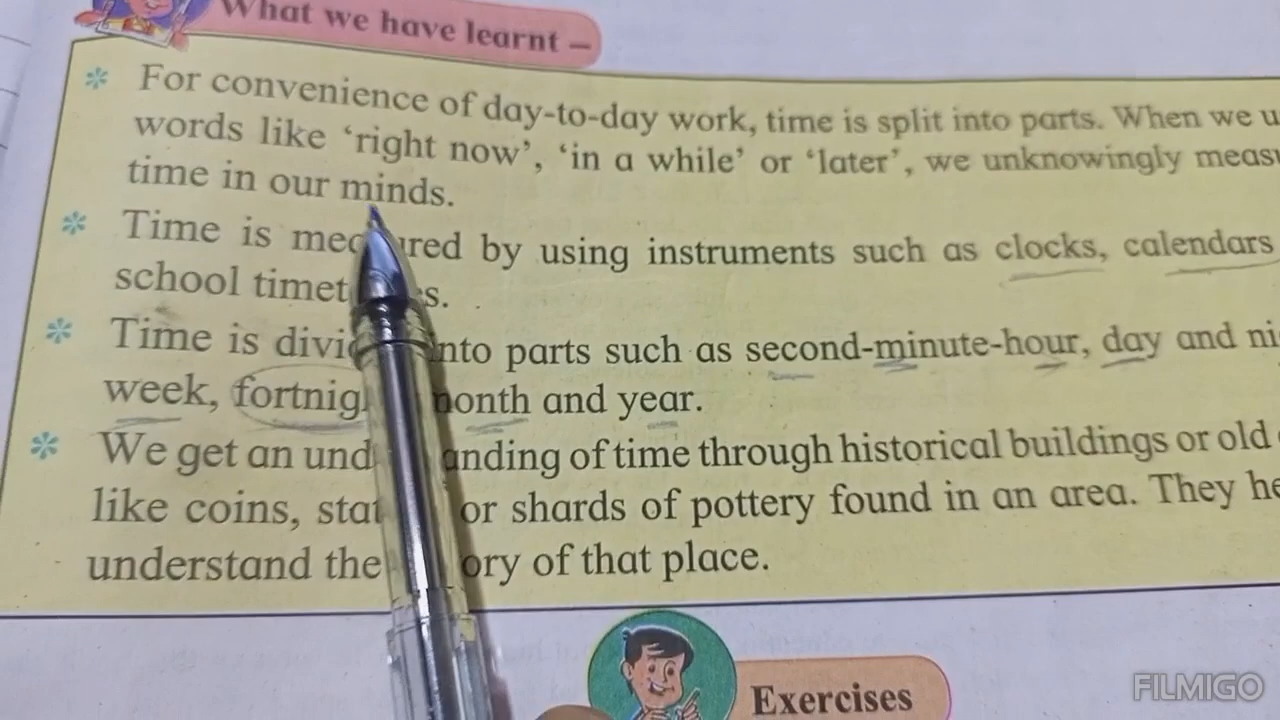 What we have learnt –
For convenience of day-to-day work, time is split into parts. When we
words like ‘right now’, ‘in a while’ or ‘later’, we unknowingly
time in our minds.
Time is by using instruments such as clocks, calendars
school
Time is into parts such as second-minute-hour, day and
week, month and year.
We get an of time through historical buildings or old
like coins, or shards of pottery found in an area. They
understand the of that place.
Exercises
FILMIGO